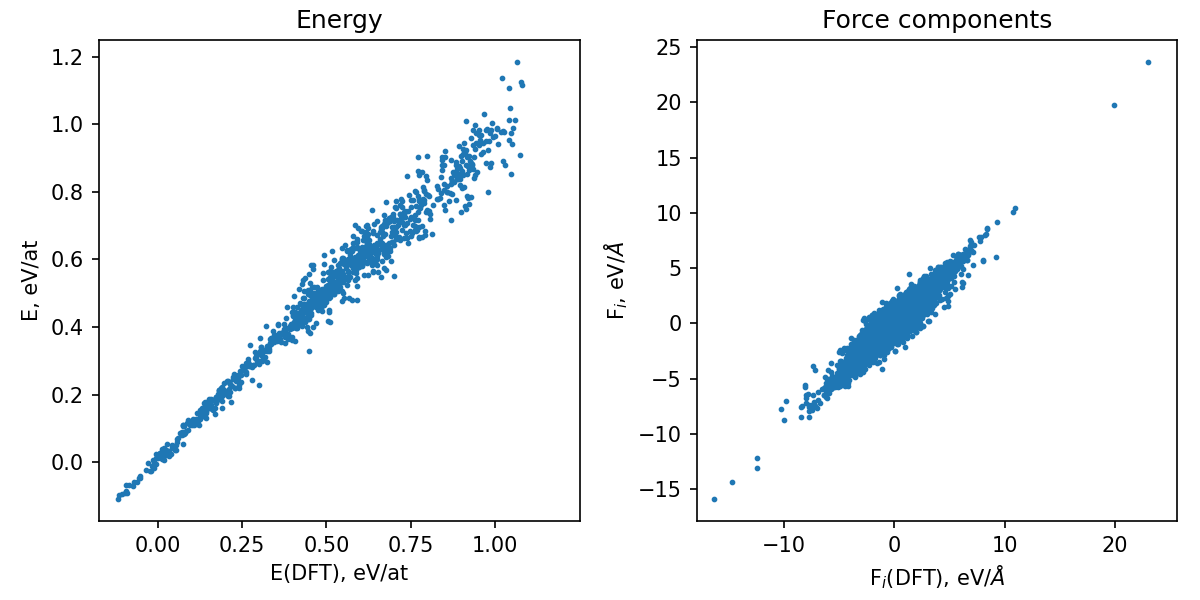 Energy
1.2
1.0
0.8
0.6
0.4
0.2
0.0
E, eV/at
0.00 0.25 0.50 0.75 1.00
E(DFT), eV/at
Force components
25
20
15
10
5
0
−5
−10
−15
Fᵢ, eV/Å
−10 0 10 20
Fᵢ(DFT), eV/Å